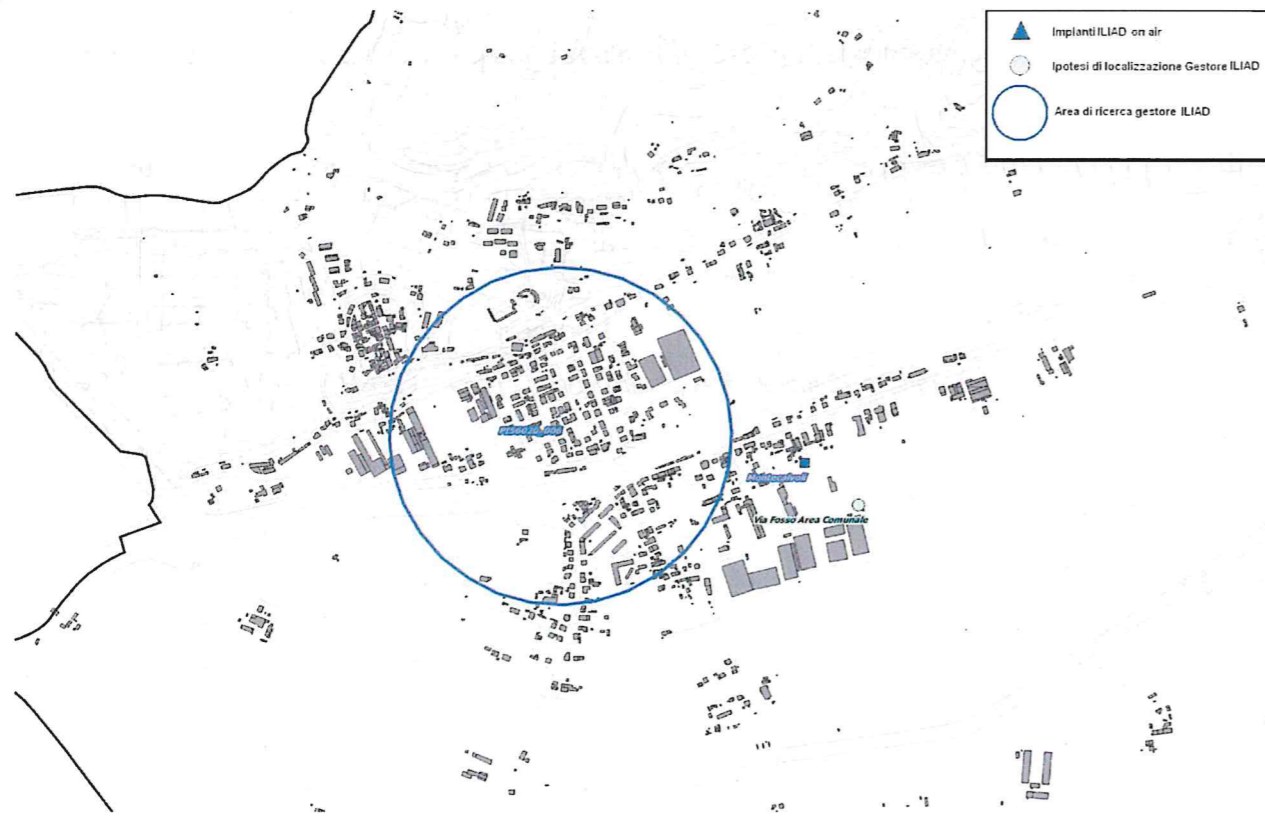 Impianti ILIAD on air
Ipotesi di localizzazione Gestore ILIAD
Area di ricerca gestore ILIAD
Montecalvoli
Via Fosso Area Comunale